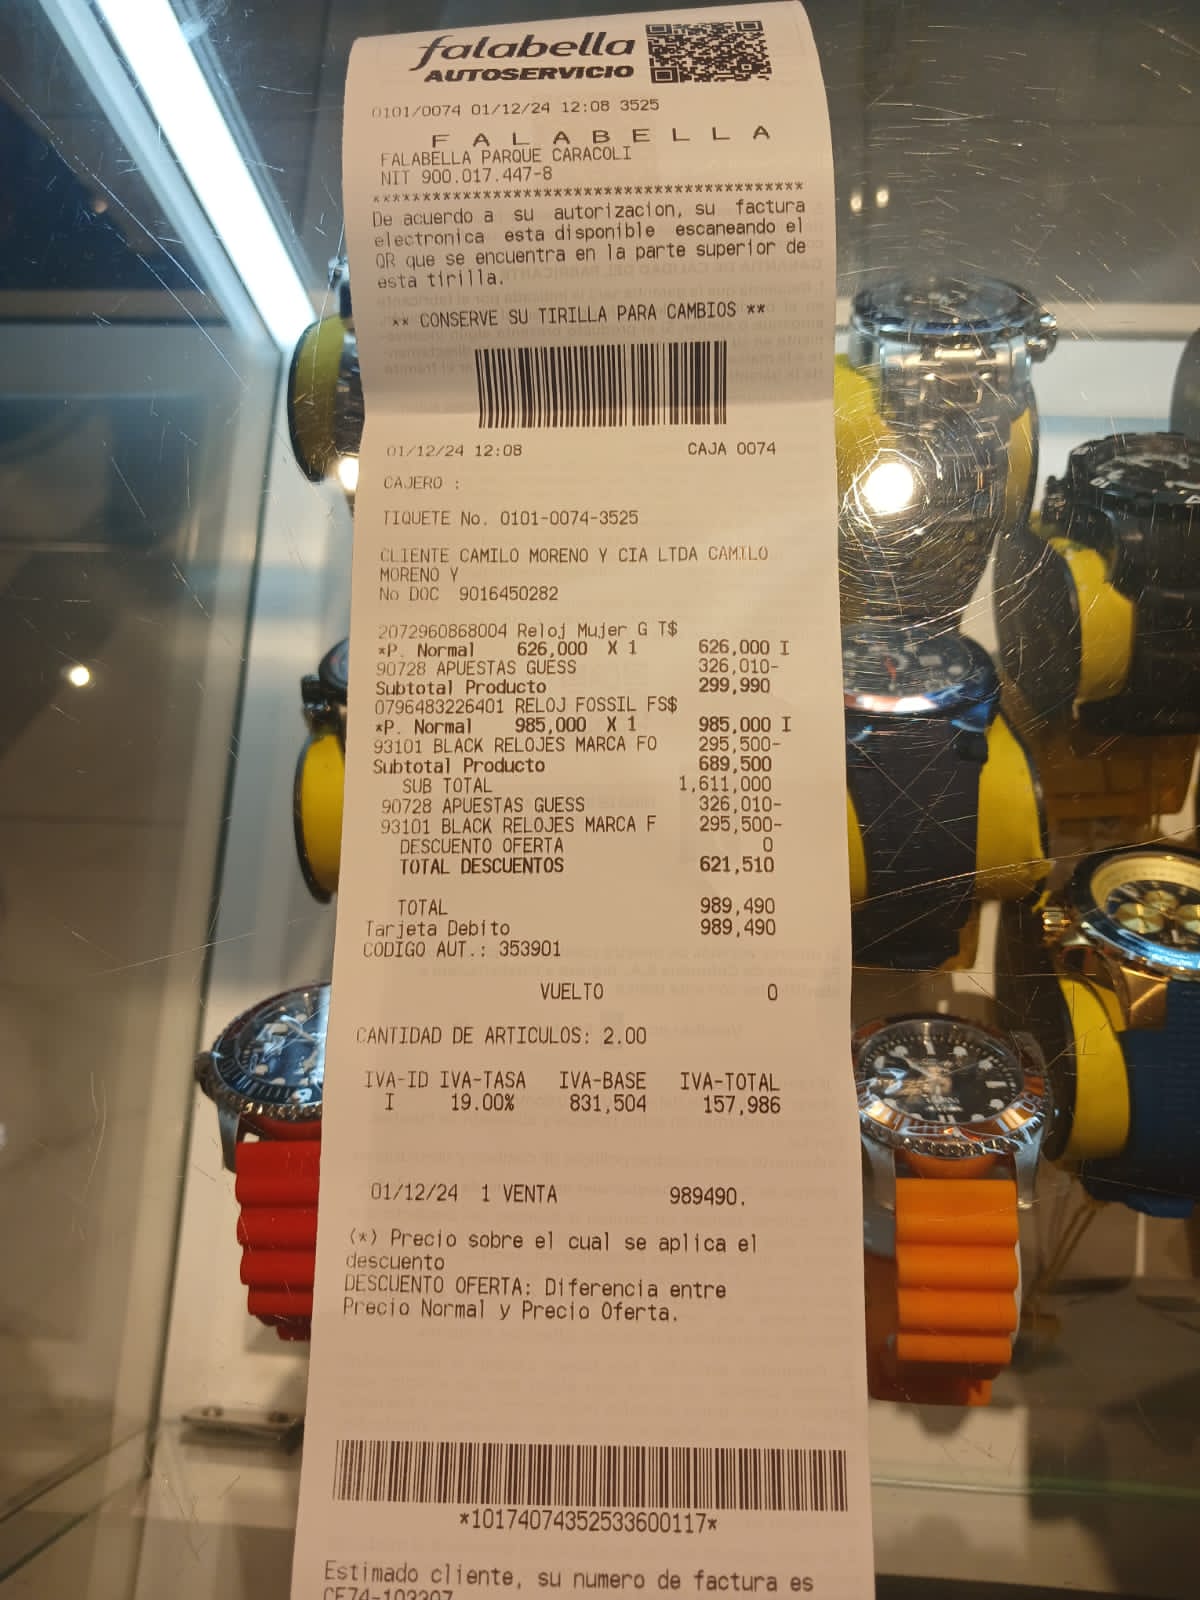 falabella
AUTOSERVICIO
0101/0074 01/12/24 12:08 3525
F A L A B E L L A
FALABELLA PARQUE CARACOLI
NIT 900.017.447-8
******************************************
De acuerdo a su autorizacion, su factura
electronica esta disponible escaneando el
QR que se encuentra en la parte superior de
esta tirilla.
** CONSERVE SU TIRILLA PARA CAMBIOS **
01/12/24 12:08 CAJA 0074
CAJERO :
TIQUETE No. 0101-0074-3525
CLIENTE CAMILO MORENO Y CIA LTDA CAMILO
MORENO Y
No DOC 9016450282
2072960868004 Reloj Mujer G T$
*P. Normal 626,000 X 1 626,000 I
90728 APUESTAS GUESS 326,010-
Subtotal Producto 299,990
0796483226401 RELOJ FOSSIL FS$
*P. Normal 985,000 X 1 985,000 I
93101 BLACK RELOJES MARCA FO 295,500-
Subtotal Producto 689,500
SUB TOTAL 1,611,000
90728 APUESTAS GUESS 326,010-
93101 BLACK RELOJES MARCA F 295,500-
DESCUENTO OFERTA 0
TOTAL DESCUENTOS 621,510
TOTAL 989,490
Tarjeta Debito 989,490
CODIGO AUT.: 353901
VUELTO 0
CANTIDAD DE ARTICULOS: 2.00
IVA-ID IVA-TASA IVA-BASE IVA-TOTAL
I 19.00% 831,504 157,986
01/12/24 1 VENTA 989490.
(*) Precio sobre el cual se aplica el
descuento
DESCUENTO OFERTA: Diferencia entre
Precio Normal y Precio Oferta.
*10174074352533600117*
Estimado cliente, su numero de factura es